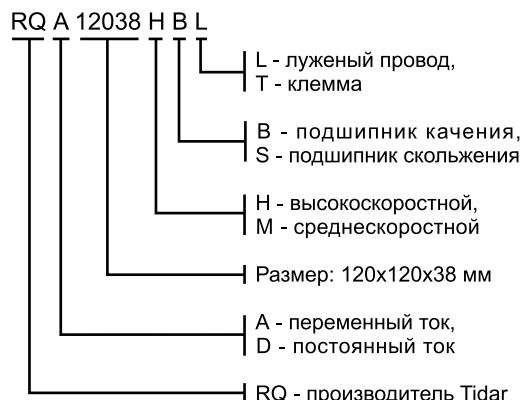 RQ A 12038 H B L
L - луженый провод,
T - клемма
B - подшипник качения,
S - подшипник скольжения
H - высокоскоростной,
M - среднескоростной
Размер: 120х120х38 мм
A - переменный ток,
D - постоянный ток
RQ - производитель Tidar